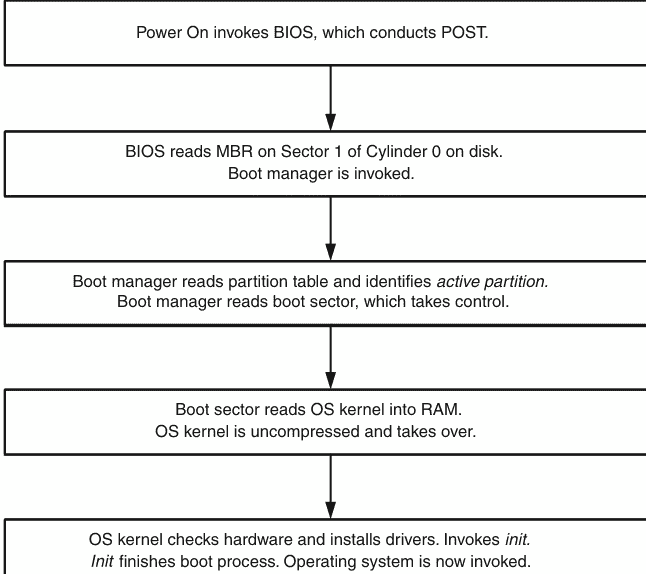 Power On invokes BIOS, which conducts POST.
BIOS reads MBR on Sector 1 of Cylinder 0 on disk.
Boot manager is invoked.
Boot manager reads partition table and identifies active partition.
Boot manager reads boot sector, which takes control.
Boot sector reads OS kernel into RAM.
OS kernel is uncompressed and takes over.
OS kernel checks hardware and installs drivers. Invokes init.
Init finishes boot process. Operating system is now invoked.